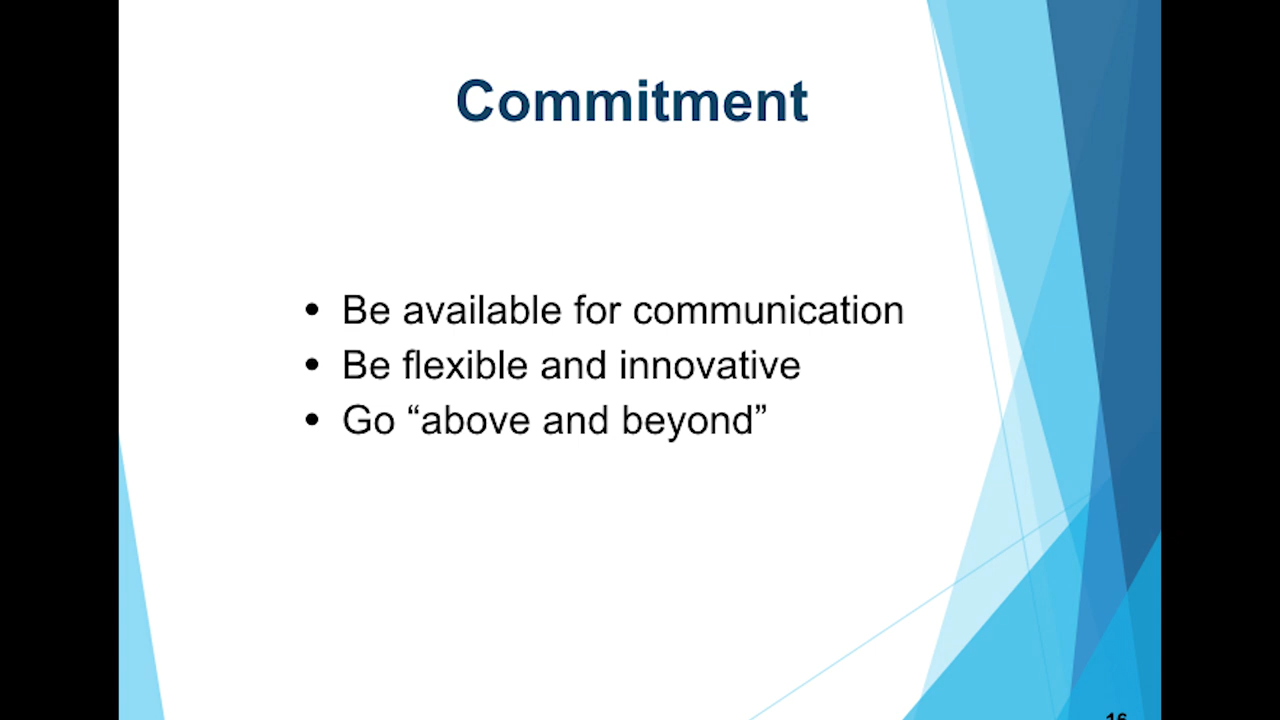 Commitment
• Be available for communication
• Be flexible and innovative
• Go “above and beyond”
16